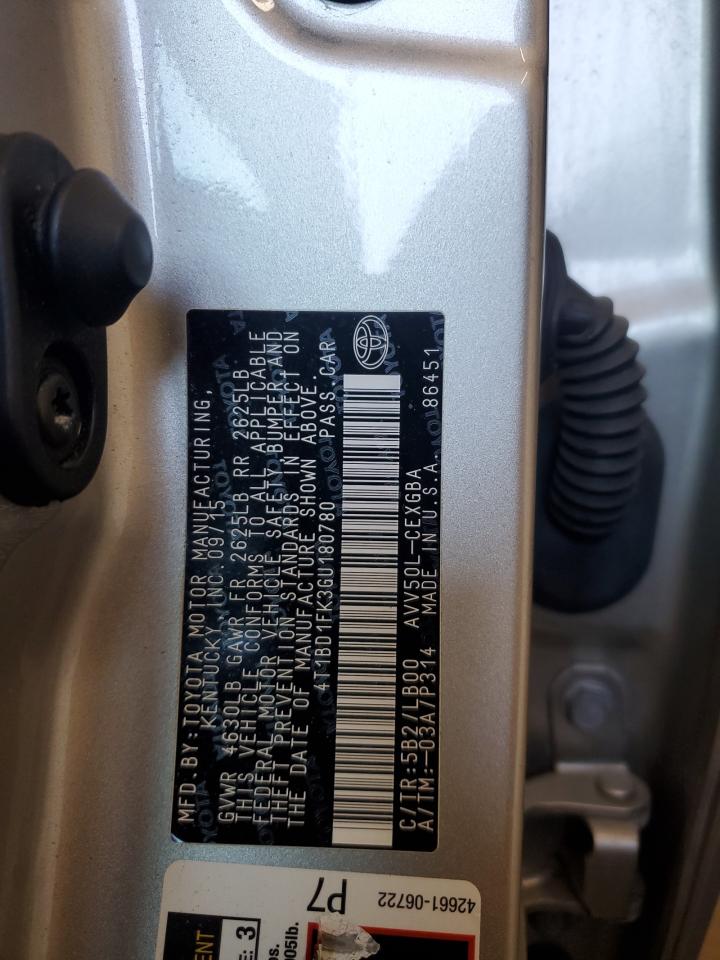 MFD.BY:TOYOTA MOTOR MANUFACTURING,
KENTUCKY, INC. 09/15
GVWR 4630LB GAWR FR 2625LB RR 2625LB
THIS VEHICLE CONFORMS TO ALL APPLICABLE
FEDERAL MOTOR VEHICLE SAFETY, BUMPER, AND
THEFT PREVENTION STANDARDS IN EFFECT ON
THE DATE OF MANUFACTURE SHOWN ABOVE.
4T1BD1FK3GU180780 PASS.CAR
C/TR:5B2/LB00 AVV50L-CEXGBA
A/TM:-03A/P314 MADE IN U.S.A. 86451
P7
42661-06722
3